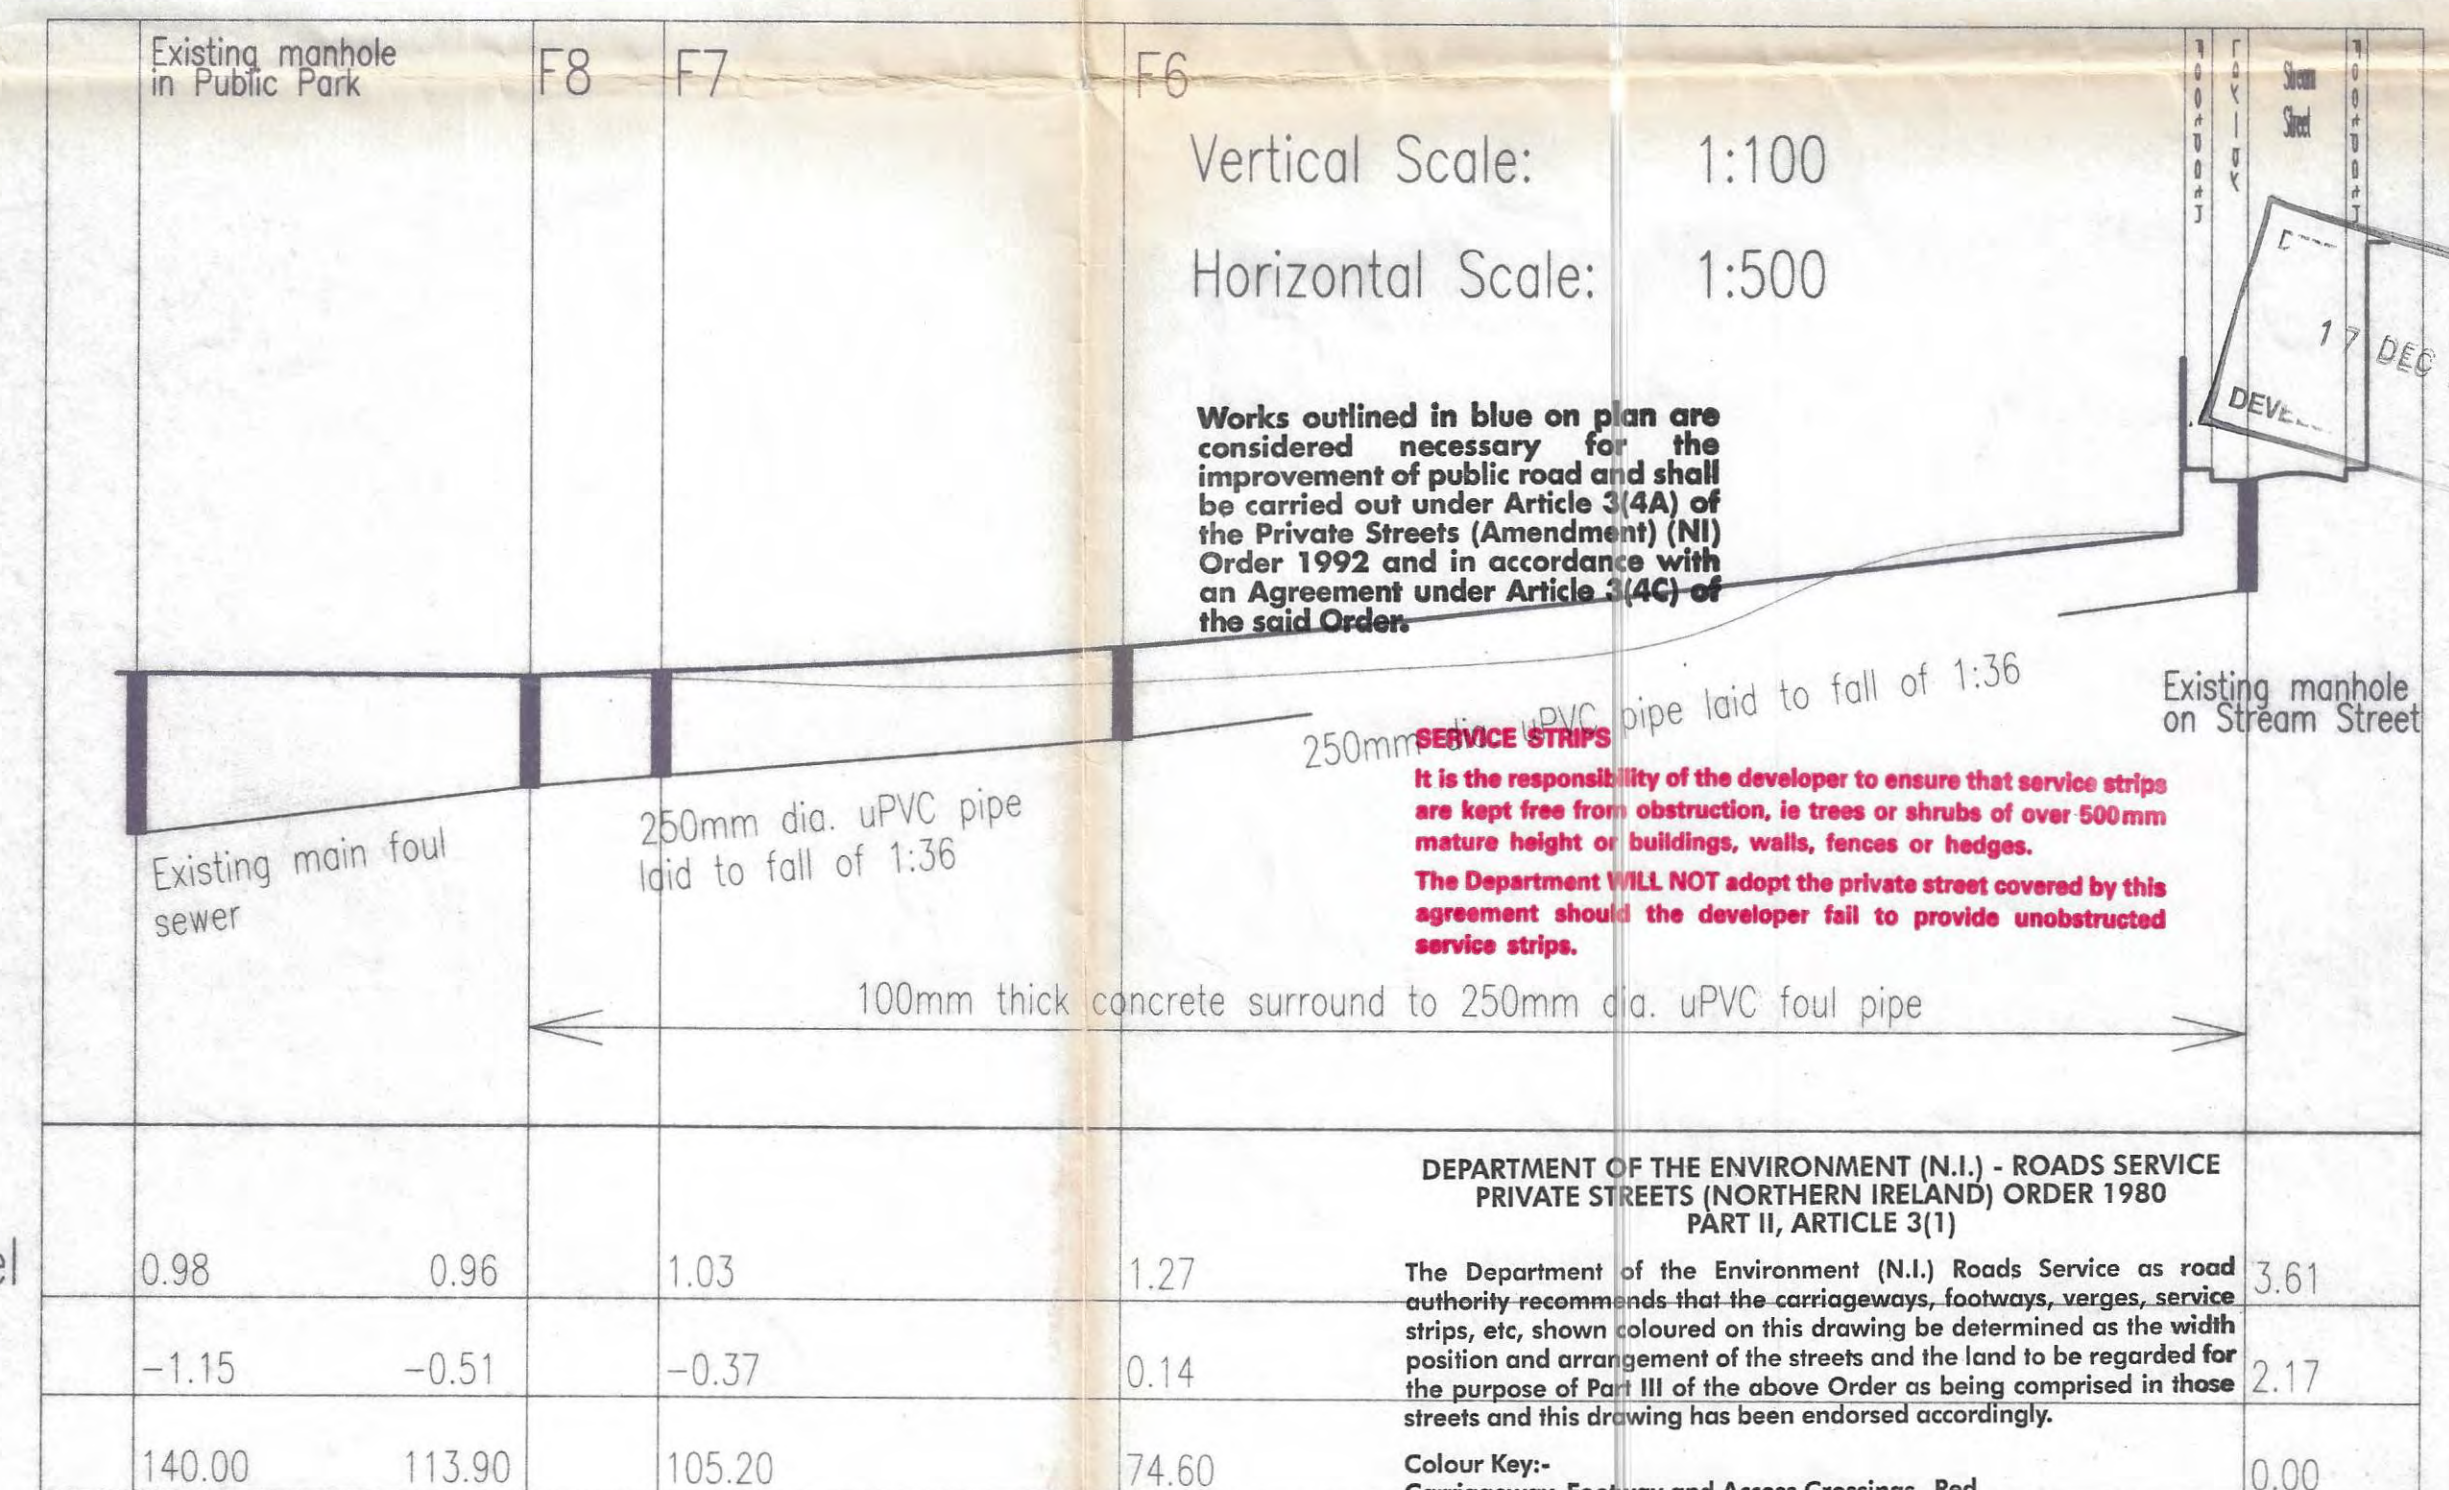 Existing manhole
in Public Park
F8
F7
F6
Footpath
Lay-by
Stream
Street
Footpath
Vertical Scale: 1:100
Horizontal Scale: 1:500
17 DEC
Works outlined in blue on plan are
considered necessary for the
improvement of public road and shall
be carried out under Article 3(4A) of
the Private Streets (Amendment) (NI)
Order 1992 and in accordance with
an Agreement under Article 3(4C) of
the said Order.
250mm dia. uPVC pipe laid to fall of 1:36
Existing manhole
on Stream Street
SERVICE STRIPS
It is the responsibility of the developer to ensure that service strips
are kept free from obstruction, ie trees or shrubs of over 500mm
mature height or buildings, walls, fences or hedges.
The Department WILL NOT adopt the private street covered by this
agreement should the developer fail to provide unobstructed
service strips.
250mm dia. uPVC pipe
laid to fall of 1:36
Existing main foul
sewer
100mm thick concrete surround to 250mm dia. uPVC foul pipe
DEPARTMENT OF THE ENVIRONMENT (N.I.) - ROADS SERVICE
PRIVATE STREETS (NORTHERN IRELAND) ORDER 1980
PART II, ARTICLE 3(1)
The Department of the Environment (N.I.) Roads Service as road
authority recommends that the carriageways, footways, verges, service
strips, etc, shown coloured on this drawing be determined as the width
position and arrangement of the streets and the land to be regarded for
the purpose of Part III of the above Order as being comprised in those
streets and this drawing has been endorsed accordingly.
Colour Key:-
Carriageway, Footway and Access Crossings - Red
0.98 0.96 1.03 1.27 3.61
-1.15 -0.51 -0.37 0.14 2.17
140.00 113.90 105.20 74.60 0.00